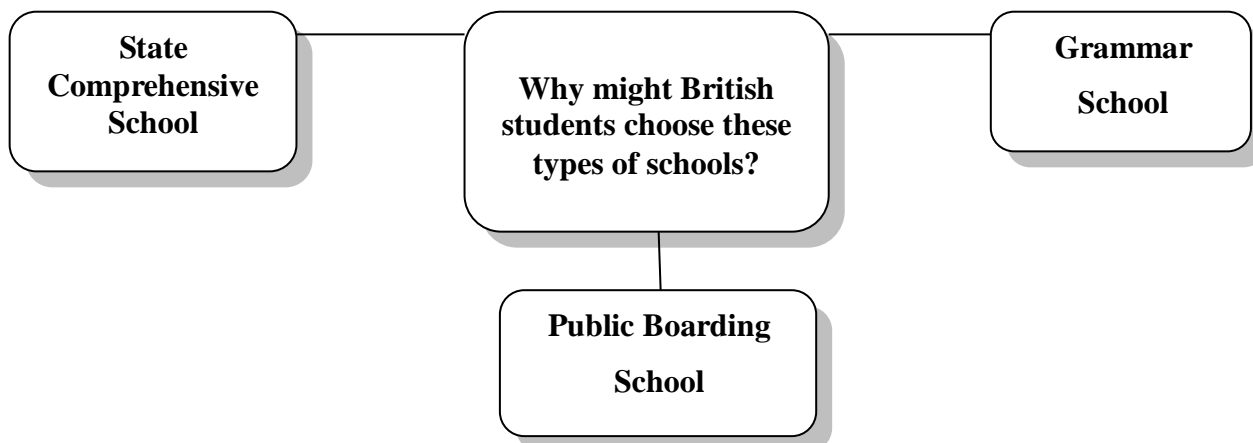 State
Comprehensive
School
Why might British
students choose these
types of schools?
Grammar
School
Public Boarding
School